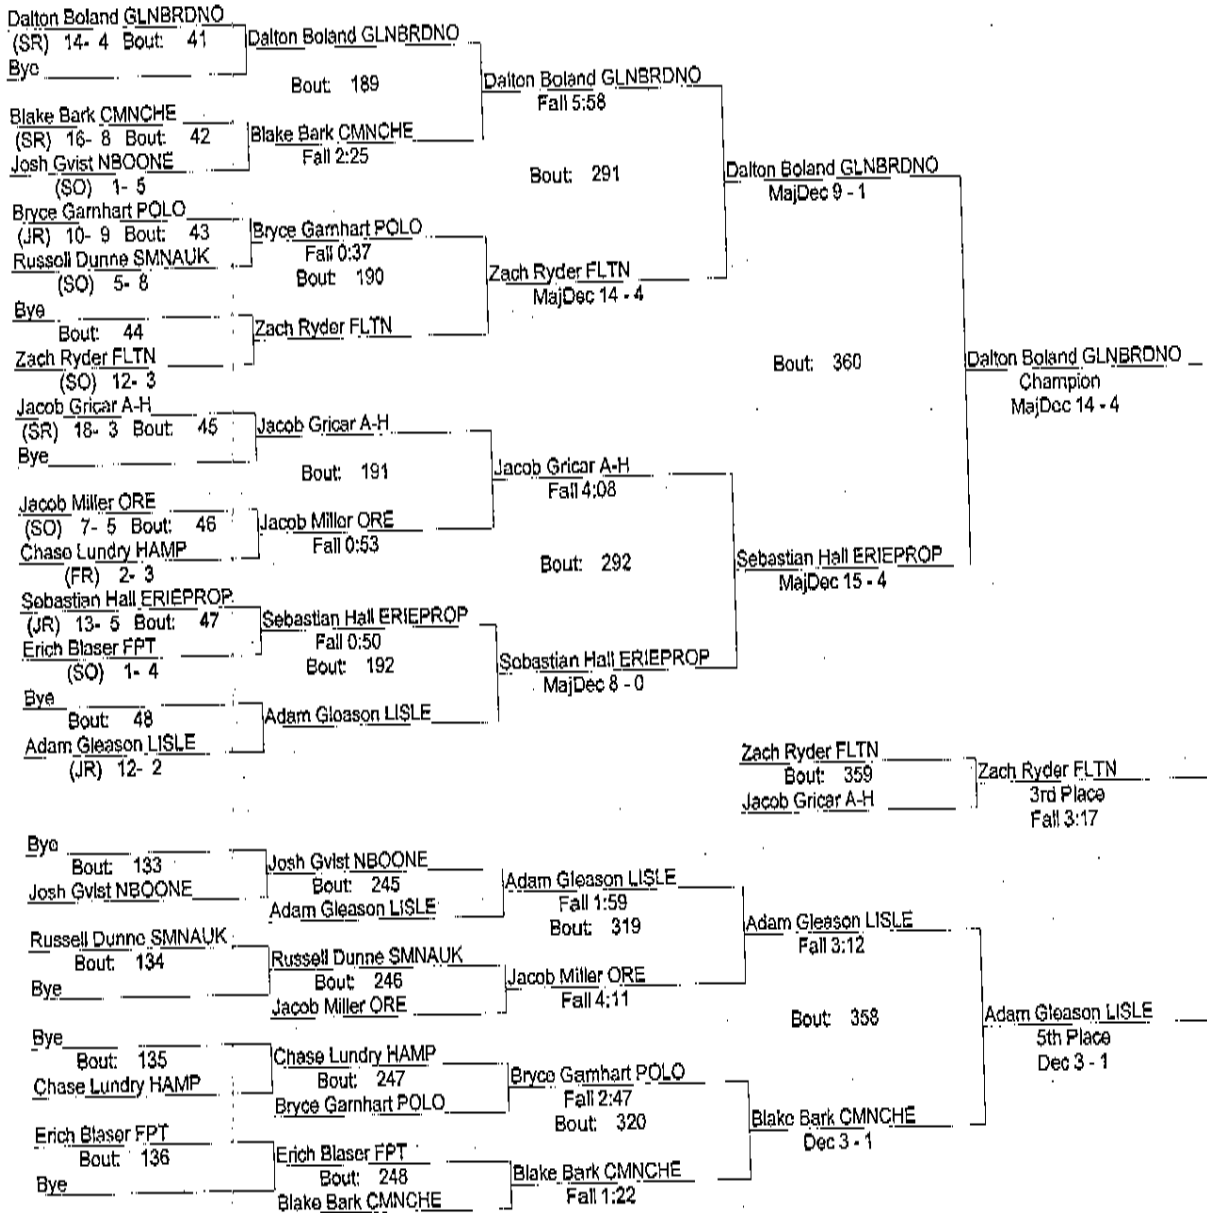 Dalton Boland GLNBRDNO
(SR) 14- 4 Bout: 41
Bye
Dalton Boland GLNBRDNO
Bout: 189
Blake Bark CMNCHE
(SR) 16- 8 Bout: 42
Josh Gvist NBOONE
(SO) 1- 5
Blake Bark CMNCHE
Fall 2:25
Dalton Boland GLNBRDNO
Fall 5:58
Bout: 291
Bryce Garnhart POLO
(JR) 10- 9 Bout: 43
Russell Dunne SMNAUK
(SO) 5- 8
Bryce Garnhart POLO
Fall 0:37
Bout: 190
Bye
Bout: 44
Zach Ryder FLTN
(SO) 12- 3
Zach Ryder FLTN
Zach Ryder FLTN
MajDec 14 - 4
Dalton Boland GLNBRDNO
MajDec 9 - 1
Bout: 360
Dalton Boland GLNBRDNO
Champion
MajDec 14 - 4
Jacob Gricar A-H
(SR) 18- 3 Bout: 45
Bye
Jacob Gricar A-H
Bout: 191
Jacob Miller ORE
(SO) 7- 5 Bout: 46
Chase Lundry HAMP
(FR) 2- 3
Jacob Miller ORE
Fall 0:53
Jacob Gricar A-H
Fall 4:08
Bout: 292
Sebastian Hall ERIEPROP
(JR) 13- 5 Bout: 47
Erich Blaser FPT
(SO) 1- 4
Sebastian Hall ERIEPROP
Fall 0:50
Bout: 192
Bye
Bout: 48
Adam Gleason LISLE
(JR) 12- 2
Adam Gleason LISLE
Sebastian Hall ERIEPROP
MajDec 8 - 0
Sebastian Hall ERIEPROP
MajDec 15 - 4
Zach Ryder FLTN
Bout: 359
Jacob Gricar A-H
Zach Ryder FLTN
3rd Place
Fall 3:17
Bye
Bout: 133
Josh Gvist NBOONE
Josh Gvist NBOONE
Bout: 245
Adam Gleason LISLE
Adam Gleason LISLE
Fall 1:59
Bout: 319
Russell Dunne SMNAUK
Bout: 134
Bye
Russell Dunne SMNAUK
Bout: 246
Jacob Miller ORE
Jacob Miller ORE
Fall 4:11
Adam Gleason LISLE
Fall 3:12
Bout: 358
Adam Gleason LISLE
5th Place
Dec 3 - 1
Bye
Bout: 135
Chase Lundry HAMP
Chase Lundry HAMP
Bout: 247
Bryce Garnhart POLO
Bryce Garnhart POLO
Fall 2:47
Bout: 320
Erich Blaser FPT
Bout: 136
Bye
Erich Blaser FPT
Bout: 248
Blake Bark CMNCHE
Blake Bark CMNCHE
Fall 1:22
Blake Bark CMNCHE
Dec 3 - 1